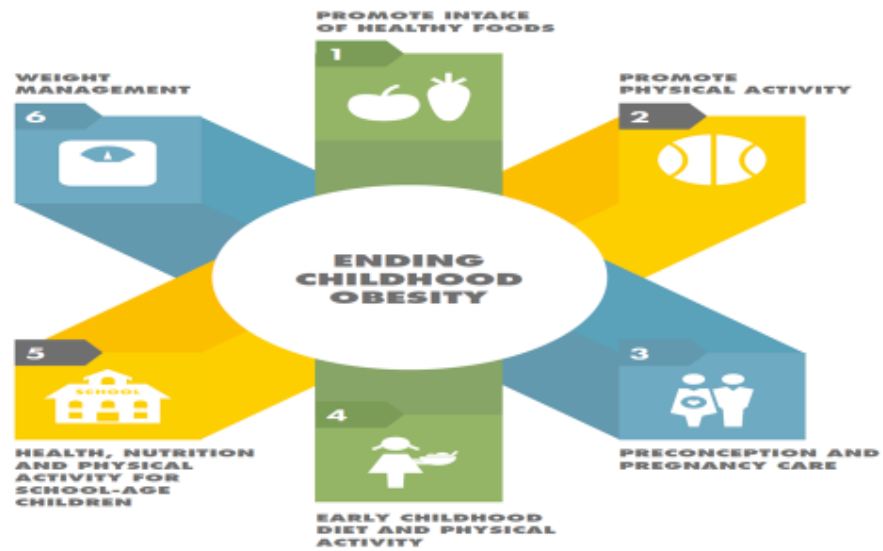 PROMOTE INTAKE
OF HEALTHY FOODS
1
PROMOTE
PHYSICAL ACTIVITY
2
PRECONCEPTION AND
PREGNANCY CARE
3
EARLY CHILDHOOD
DIET AND PHYSICAL
ACTIVITY
4
HEALTH, NUTRITION
AND PHYSICAL
ACTIVITY FOR
SCHOOL-AGE
CHILDREN
5
SCHOOL
WEIGHT
MANAGEMENT
6
ENDING
CHILDHOOD
OBESITY